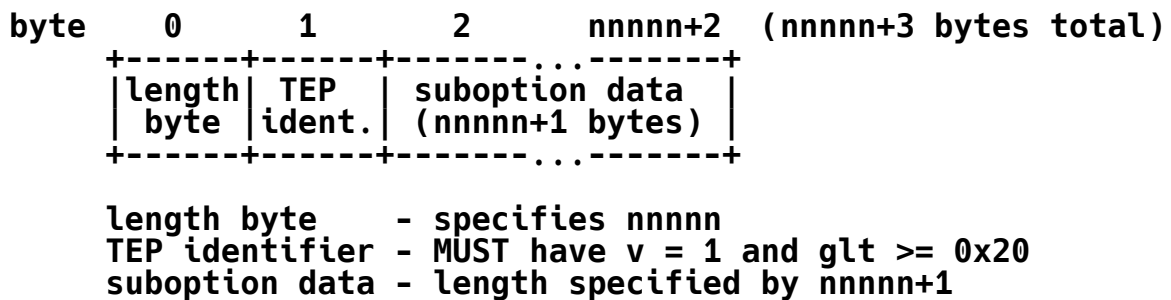 byte    0      1       2      nnnnn+2  (nnnnn+3 bytes total)
     +------+------+-------...-------+
     |length| TEP  | suboption data  |
     | byte |ident.| (nnnnn+1 bytes) |
     +------+------+-------...-------+
     length byte    - specifies nnnnn
     TEP identifier - MUST have v = 1 and glt >= 0x20
     suboption data - length specified by nnnnn+1